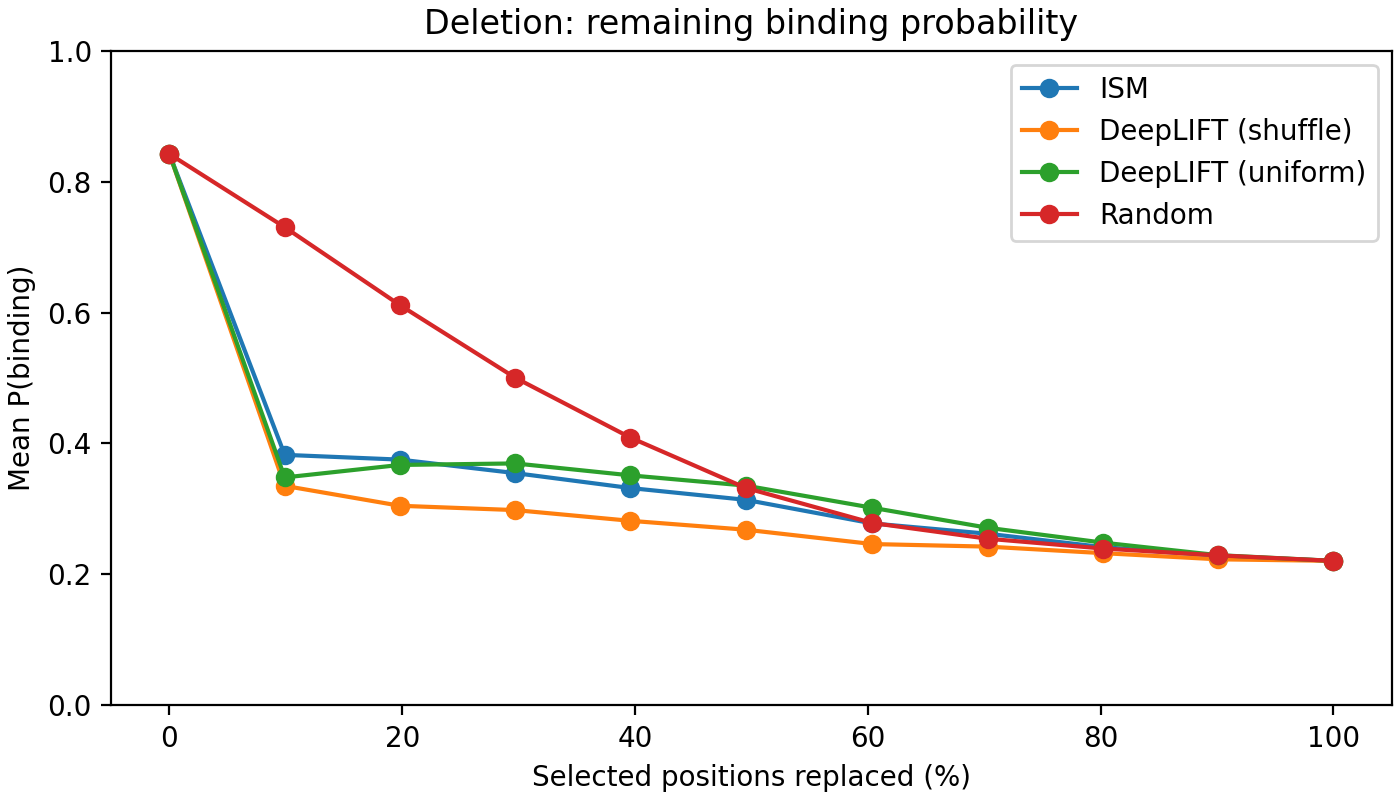 Deletion: remaining binding probability
1.0
0.8
0.6
0.4
0.2
0.0
Mean P(binding)
ISM
DeepLIFT (shuffle)
DeepLIFT (uniform)
Random
0 20 40 60 80 100
Selected positions replaced (%)